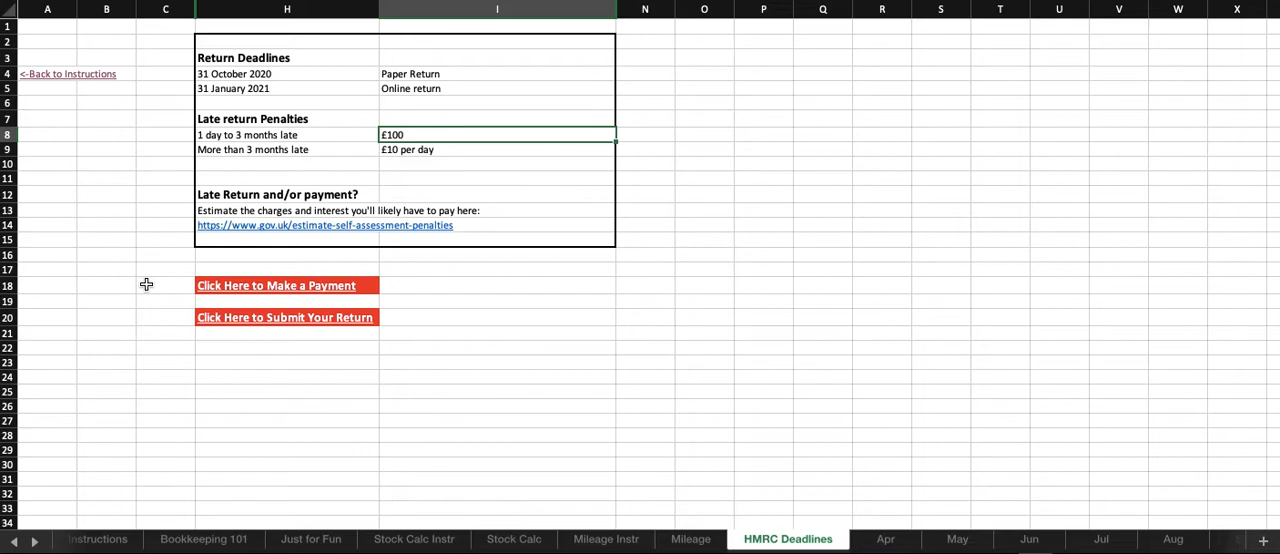 A B C H I N O P Q R S T U V W X
1
2
3 Return Deadlines
4 <-Back to Instructions 31 October 2020 Paper Return
5 31 January 2021 Online return
6
7 Late return Penalties
8 1 day to 3 months late £100
9 More than 3 months late £10 per day
10
11
12 Late Return and/or payment?
13 Estimate the charges and interest you'll likely have to pay here:
14 https://www.gov.uk/estimate-self-assessment-penalties
15
16
17
18 Click Here to Make a Payment
19
20 Click Here to Submit Your Return
21
22
23
24
25
26
27
28
29
30
31
32
33
34
Instructions Bookkeeping 101 Just for Fun Stock Calc Instr Stock Calc Mileage Instr Mileage HMRC Deadlines Apr May Jun Jul Aug